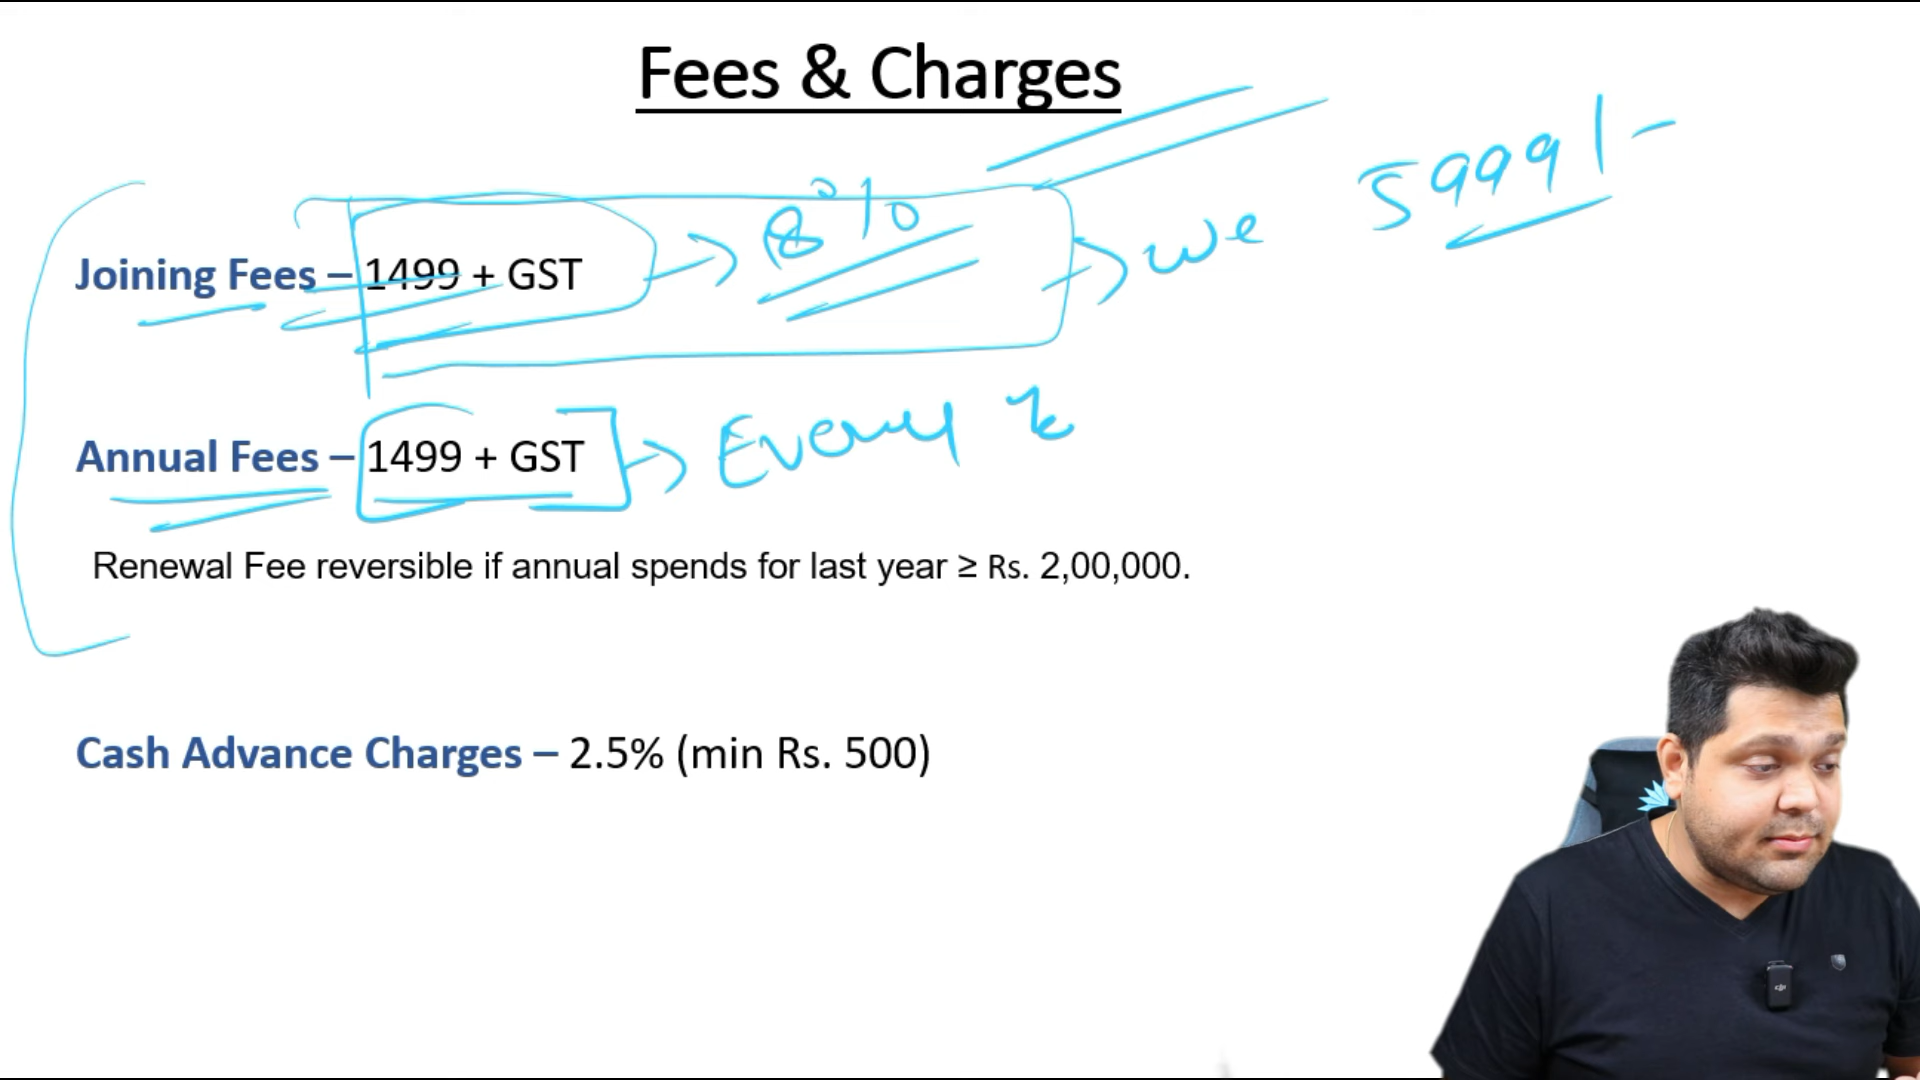 Fees & Charges
5999/-
Joining Fees – 1499 + GST → 18% → We
Annual Fees – 1499 + GST → Every
Renewal Fee reversible if annual spends for last year ≥ Rs. 2,00,000.
Cash Advance Charges – 2.5% (min Rs. 500)